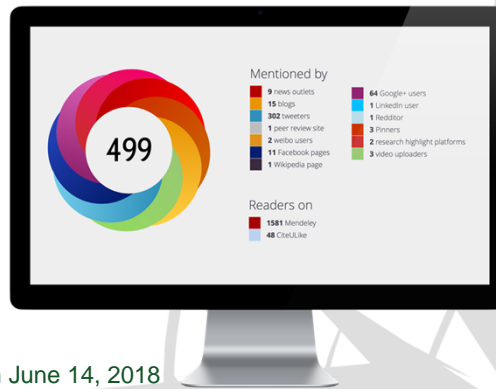 499
Mentioned by
9 news outlets
15 blogs
302 tweeters
1 peer review site
2 weibo users
11 Facebook pages
1 Wikipedia page
64 Google+ users
1 LinkedIn user
1 Redditor
3 Pinners
2 research highlight platforms
3 video uploaders
Readers on
1581 Mendeley
48 CiteULike
June 14, 2018